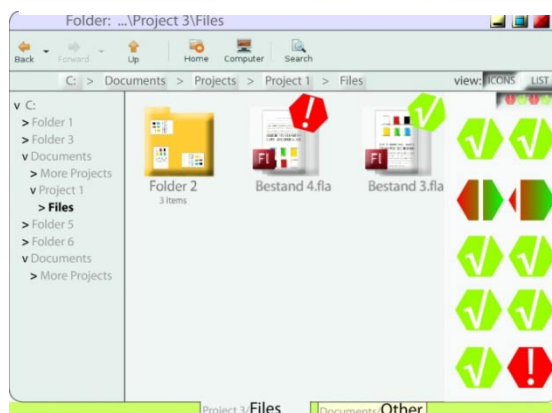 Folder: ...\Project 3\Files
Back Forward Up Home Computer Search
C: > Documents > Projects > Project 1 > Files view: ICONS LIST
v C:
> Folder 1
> Folder 3
v Documents
> More Projects
v Project 1
> Files
> Folder 5
> Folder 6
v Documents
> More Projects
Fl Fl
Folder 2 Bestand 4.fla Bestand 3.fla
3 Items
Project 3/Files Documents/Other